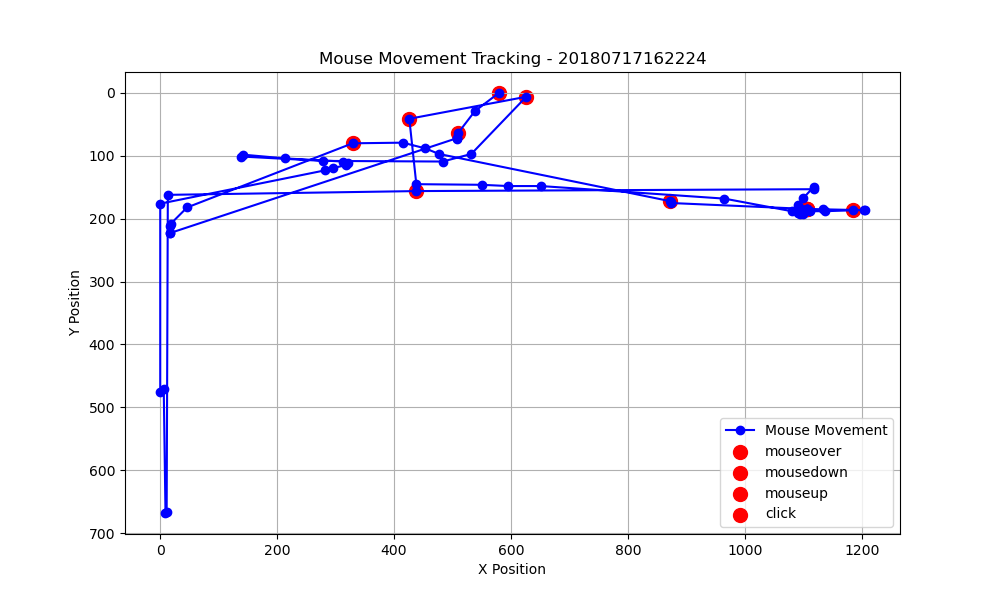 Mouse Movement Tracking - 20180717162224
Y Position
0
100
200
300
400
500
600
700
0 200 400 600 800 1000 1200
X Position
Mouse Movement
mouseover
mousedown
mouseup
click